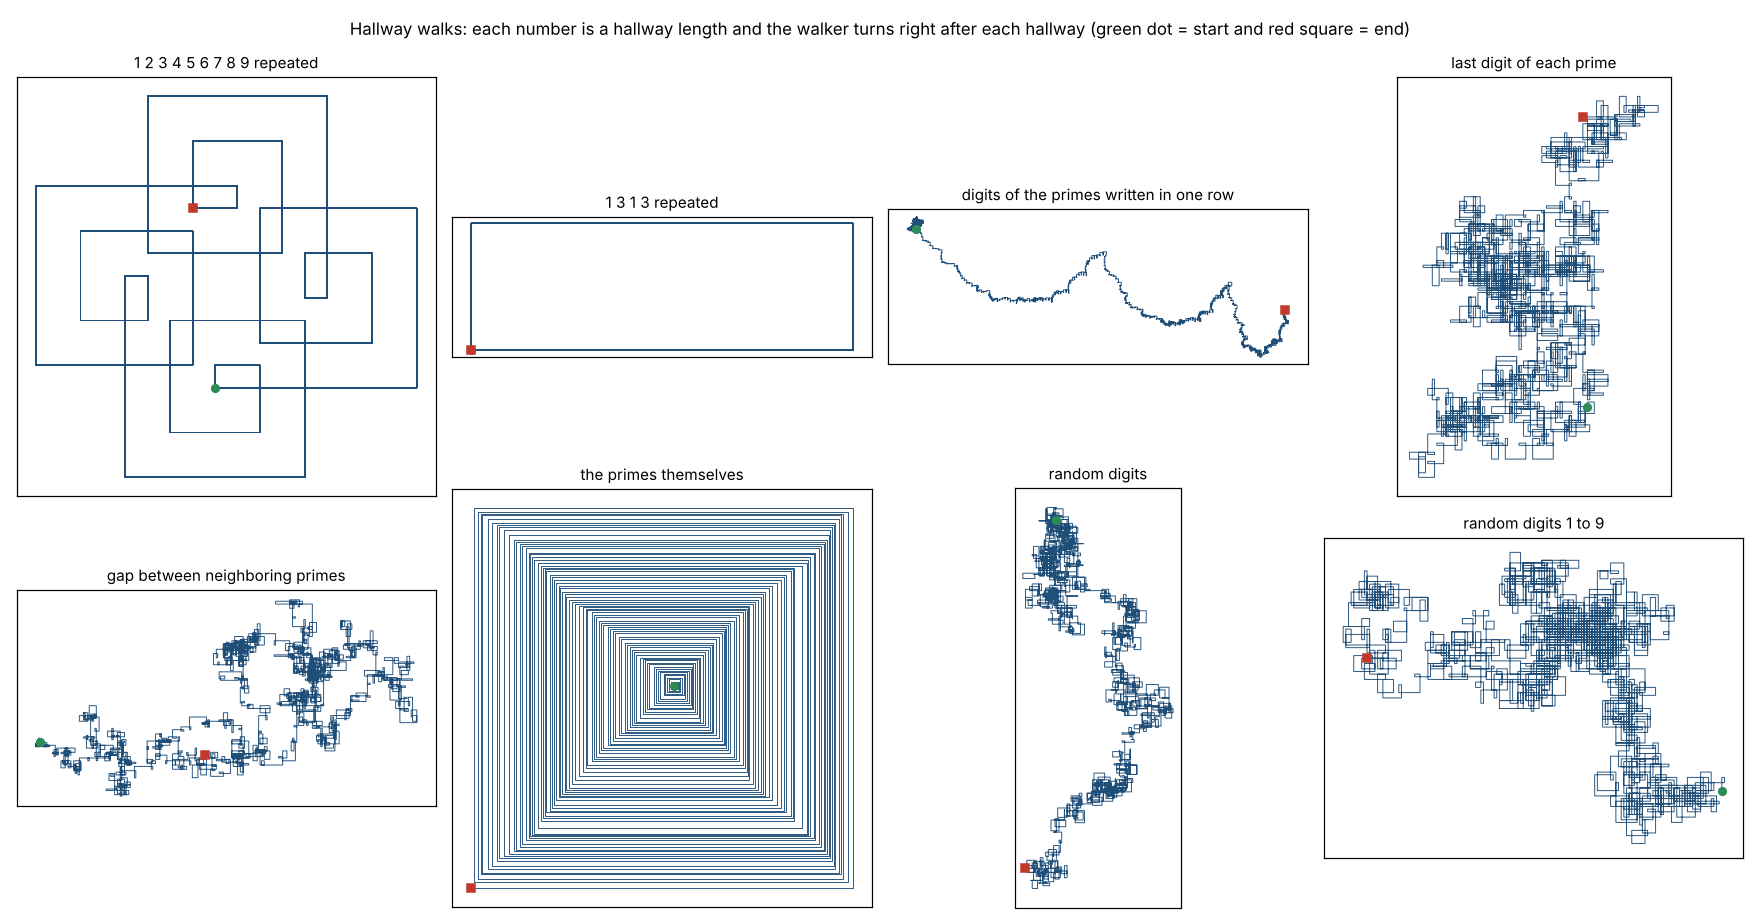 Hallway walks: each number is a hallway length and the walker turns right after each hallway (green dot = start and red square = end)
1 2 3 4 5 6 7 8 9 repeated
1 3 1 3 repeated
digits of the primes written in one row
last digit of each prime
gap between neighboring primes
the primes themselves
random digits
random digits 1 to 9